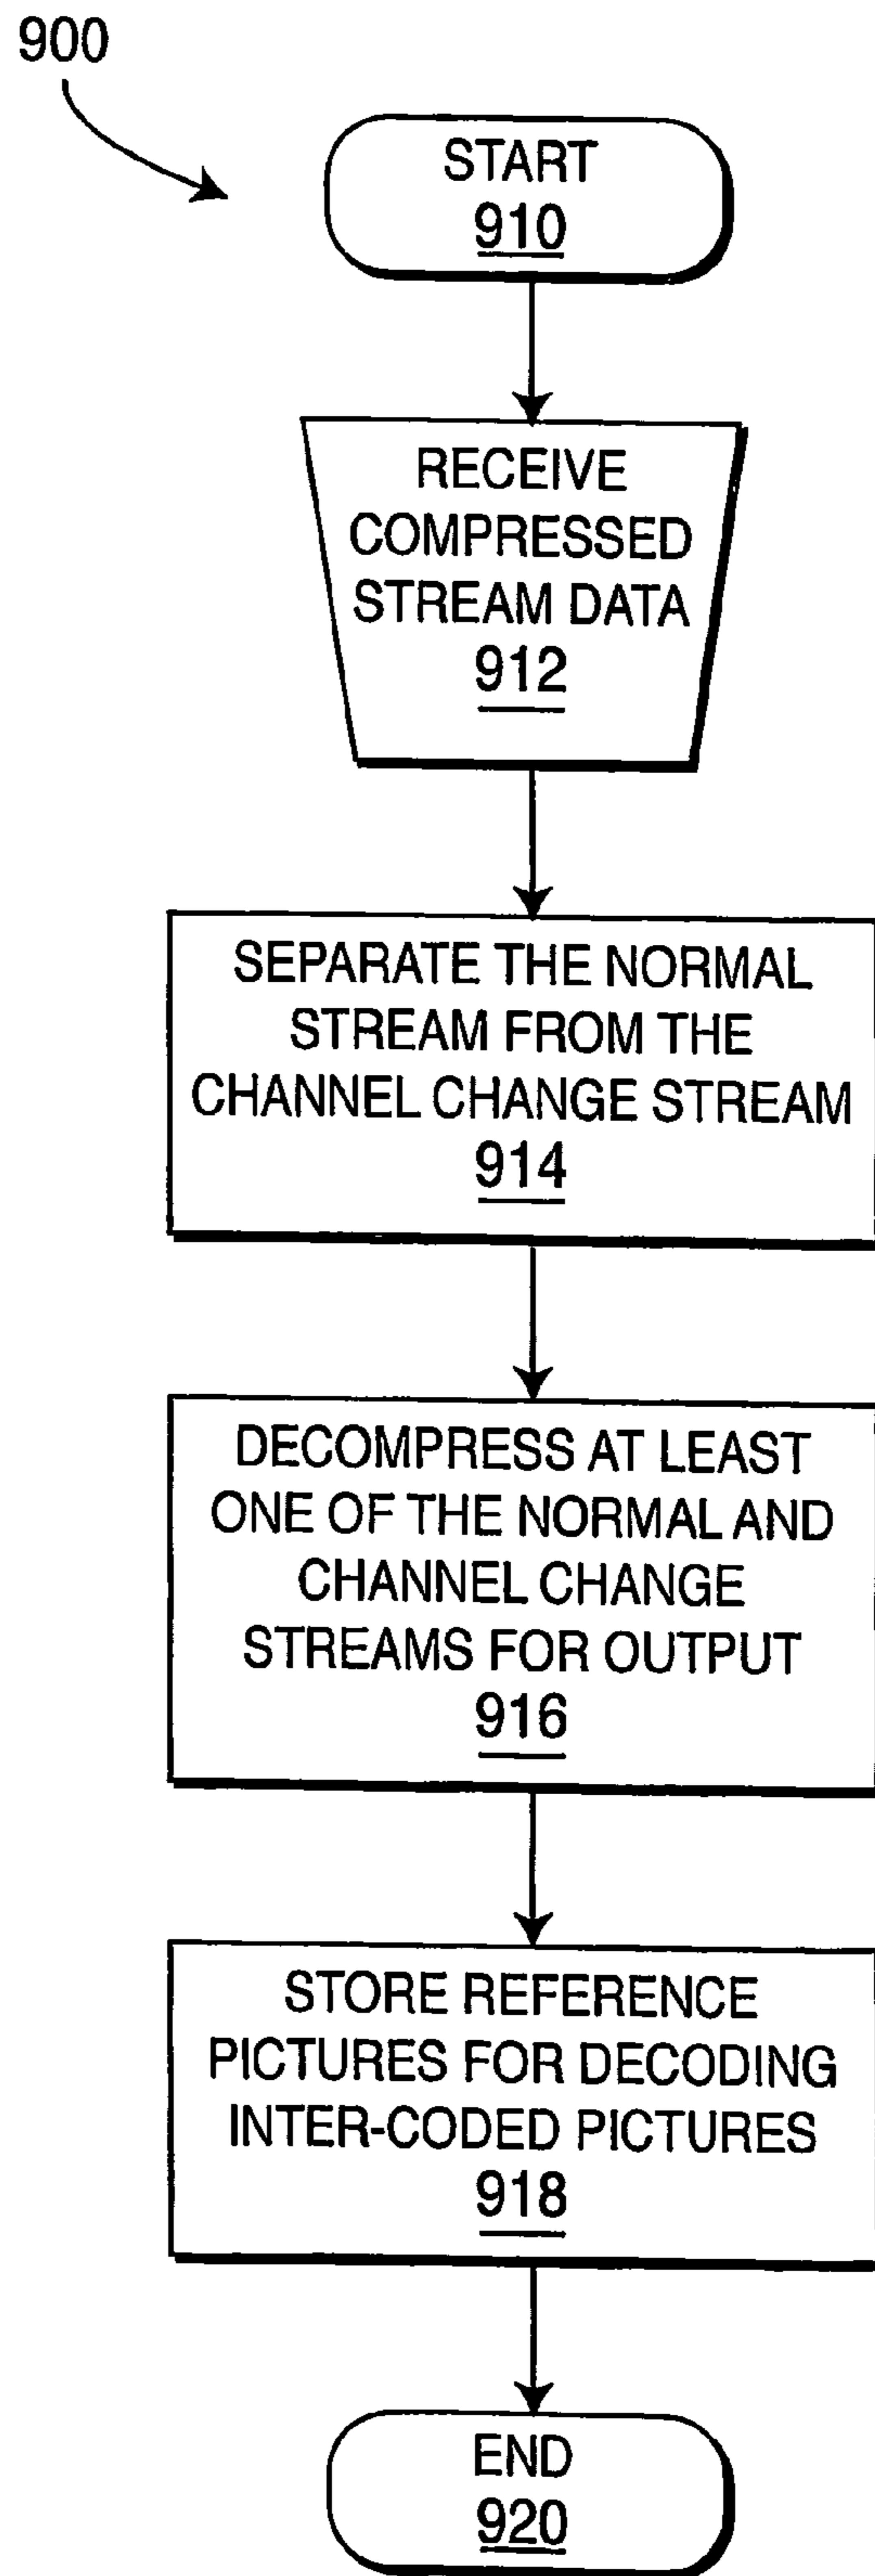 900
START
910
RECEIVE
COMPRESSED
STREAM DATA
912
SEPARATE THE NORMAL
STREAM FROM THE
CHANNEL CHANGE STREAM
914
DECOMPRESS AT LEAST
ONE OF THE NORMAL AND
CHANNEL CHANGE
STREAMS FOR OUTPUT
916
STORE REFERENCE
PICTURES FOR DECODING
INTER-CODED PICTURES
918
END
920